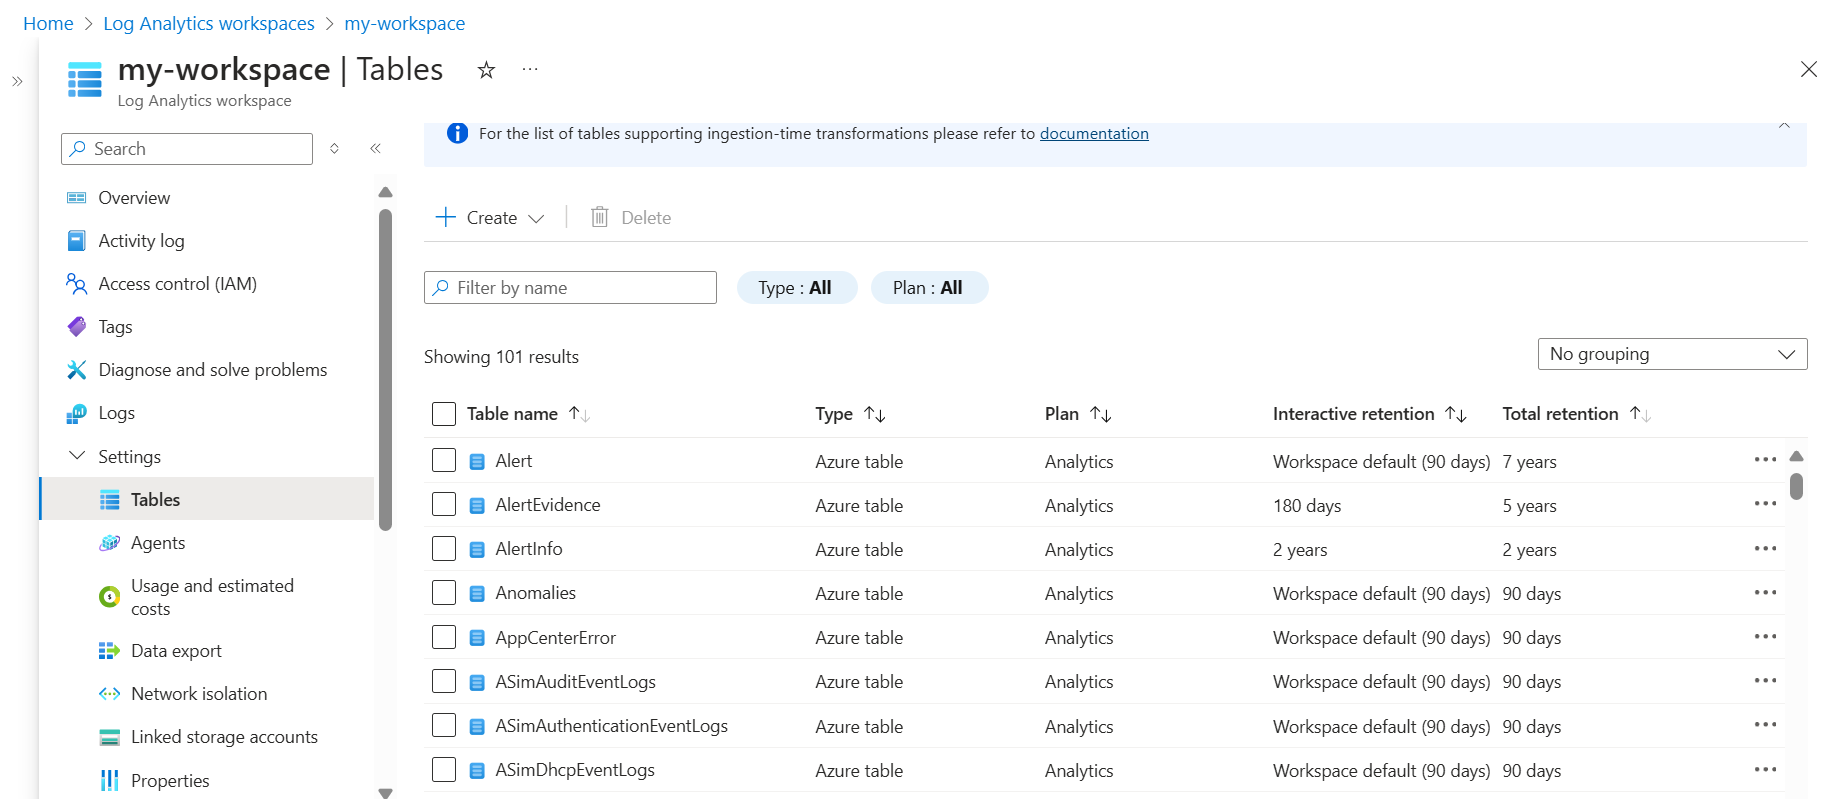 Home > Log Analytics workspaces > my-workspace
my-workspace | Tables
Log Analytics workspace
Search
Overview
Activity log
Access control (IAM)
Tags
Diagnose and solve problems
Logs
Settings
Tables
Agents
Usage and estimated
costs
Data export
Network isolation
Linked storage accounts
Properties
For the list of tables supporting ingestion-time transformations please refer to documentation
Create
Delete
Filter by name
Type : All
Plan : All
Showing 101 results
No grouping
Table name Type Plan Interactive retention Total retention
Alert Azure table Analytics Workspace default (90 days) 7 years
AlertEvidence Azure table Analytics 180 days 5 years
AlertInfo Azure table Analytics 2 years 2 years
Anomalies Azure table Analytics Workspace default (90 days) 90 days
AppCenterError Azure table Analytics Workspace default (90 days) 90 days
ASimAuditEventLogs Azure table Analytics Workspace default (90 days) 90 days
ASimAuthenticationEventLogs Azure table Analytics Workspace default (90 days) 90 days
ASimDhcpEventLogs Azure table Analytics Workspace default (90 days) 90 days